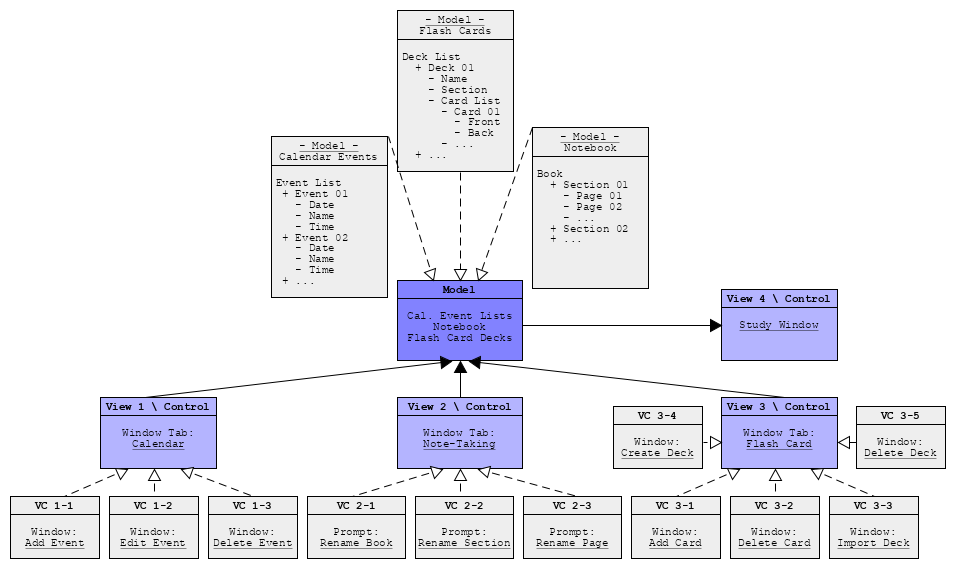 - Model -
Flash Cards
Deck List
+ Deck 01
- Name
- Section
- Card List
- Card 01
- Front
- Back
- ...
+ ...
- Model -
Calendar Events
Event List
+ Event 01
- Date
- Name
- Time
+ Event 02
- Date
- Name
- Time
+ ...
- Model -
Notebook
Book
+ Section 01
- Page 01
- Page 02
- ...
+ Section 02
+ ...
Model
Cal. Event Lists
Notebook
Flash Card Decks
View 4 \ Control
Study Window
View 1 \ Control
Window Tab:
Calendar
View 2 \ Control
Window Tab:
Note-Taking
VC 3-4
Window:
Create Deck
View 3 \ Control
Window Tab:
Flash Card
VC 3-5
Window:
Delete Deck
VC 1-1
Window:
Add Event
VC 1-2
Window:
Edit Event
VC 1-3
Window:
Delete Event
VC 2-1
Prompt:
Rename Book
VC 2-2
Prompt:
Rename Section
VC 2-3
Prompt:
Rename Page
VC 3-1
Window:
Add Card
VC 3-2
Window:
Delete Card
VC 3-3
Window:
Import Deck